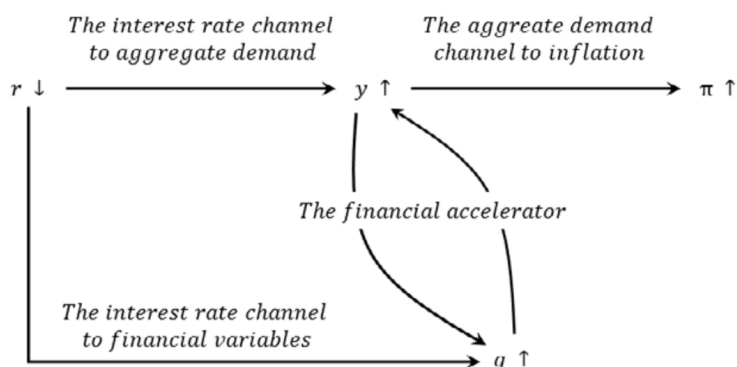 The interest rate channel
to aggregate demand
The aggreate demand
channel to inflation
r ↓
y ↑
π ↑
The financial accelerator
The interest rate channel
to financial variables
q ↑